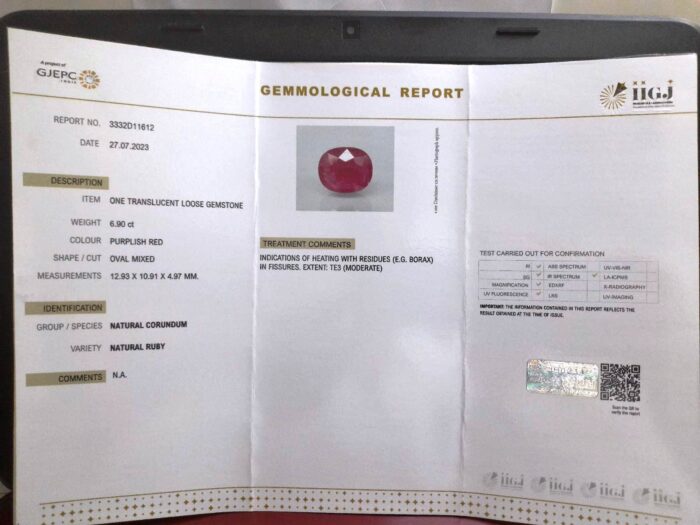 A project of
GJEPC
INDIA
REPORT NO. 3332D11612
DATE 27.07.2023
DESCRIPTION
ITEM ONE TRANSLUCENT LOOSE GEMSTONE
WEIGHT 6.90 ct
COLOUR PURPLISH RED
SHAPE / CUT OVAL MIXED
MEASUREMENTS 12.93 X 10.91 X 4.97 MM.
IDENTIFICATION
GROUP / SPECIES NATURAL CORUNDUM
VARIETY NATURAL RUBY
COMMENTS N.A.
GEMMOLOGICAL REPORT
TREATMENT COMMENTS
INDICATIONS OF HEATING WITH RESIDUES (E.G. BORAX)
IN FISSURES. EXTENT: TE3 (MODERATE)
IIGJ
TEST CARRIED OUT FOR CONFIRMATION
RI ✓ ABS SPECTRUM UV-VIS-NIR
SG ✓ IR SPECTRUM ✓ LA-ICPMS
MAGNIFICATION ✓ EDXRF X-RADIOGRAPHY
UV FLUORESCENCE ✓ LRS UV-IMAGING
IMPORTANT: THE INFORMATION CONTAINED IN THIS REPORT REFLECTS THE
RESULT OBTAINED AT THE TIME OF ISSUE.
Scan the QR to
verify the report
IIGJ IIGJ IIGJ IIGJ